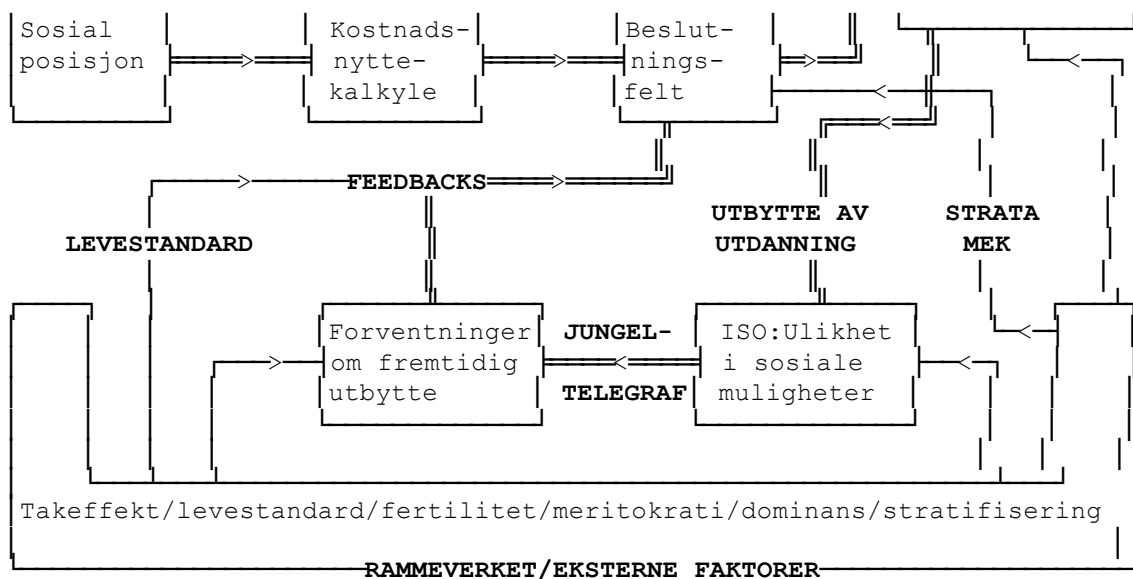 Sosial
posisjon
Kostnads-
nytte-
kalkyle
Beslut-
nings-
felt
FEEDBACKS
LEVESTANDARD
UTBYTTE AV
UTDANNING
STRATA
MEK
Forventninger
om fremtidig
utbytte
JUNGEL-
TELEGRAF
ISO:Ulikhet
i sosiale
muligheter
Takeffekt/levestandard/fertilitet/meritokrati/dominans/stratifisering
RAMMEVERKET/EKSTERNE FAKTORER